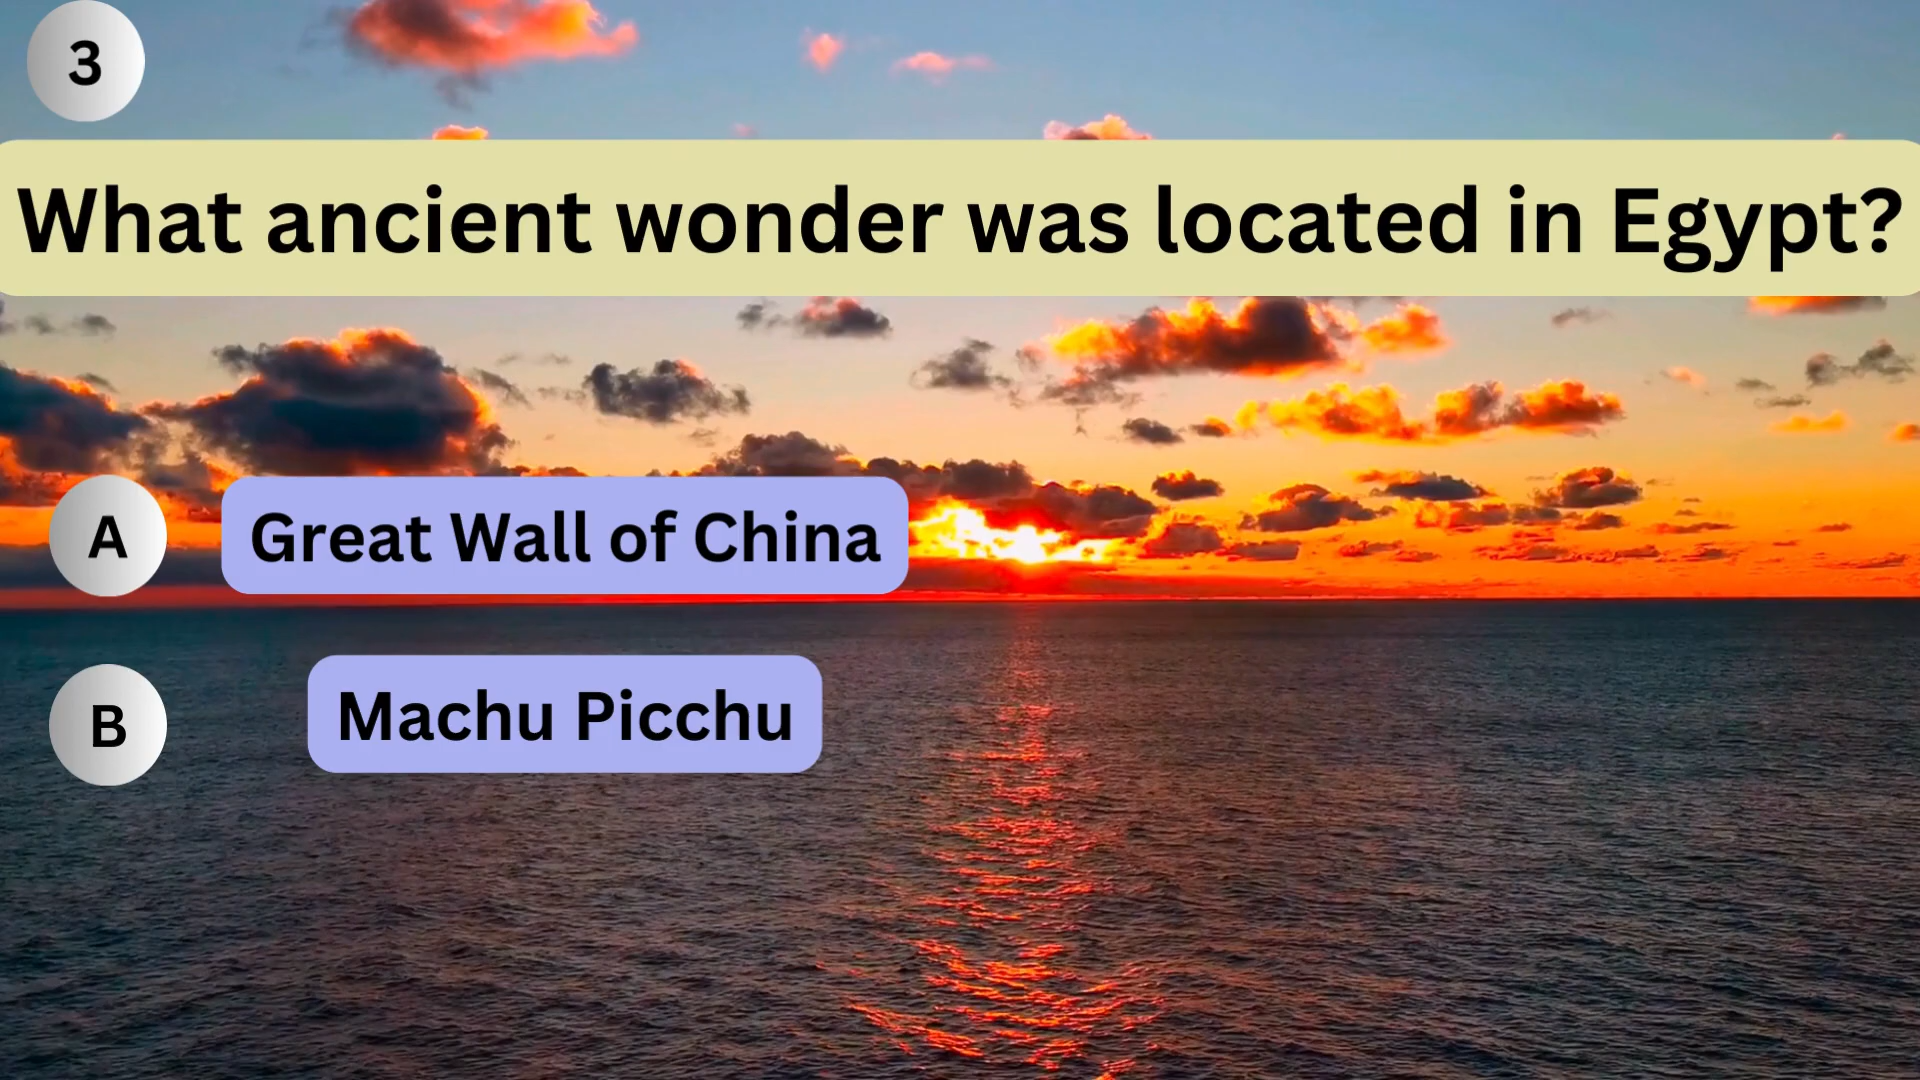 3
What ancient wonder was located in Egypt?
A
Great Wall of China
B
Machu Picchu